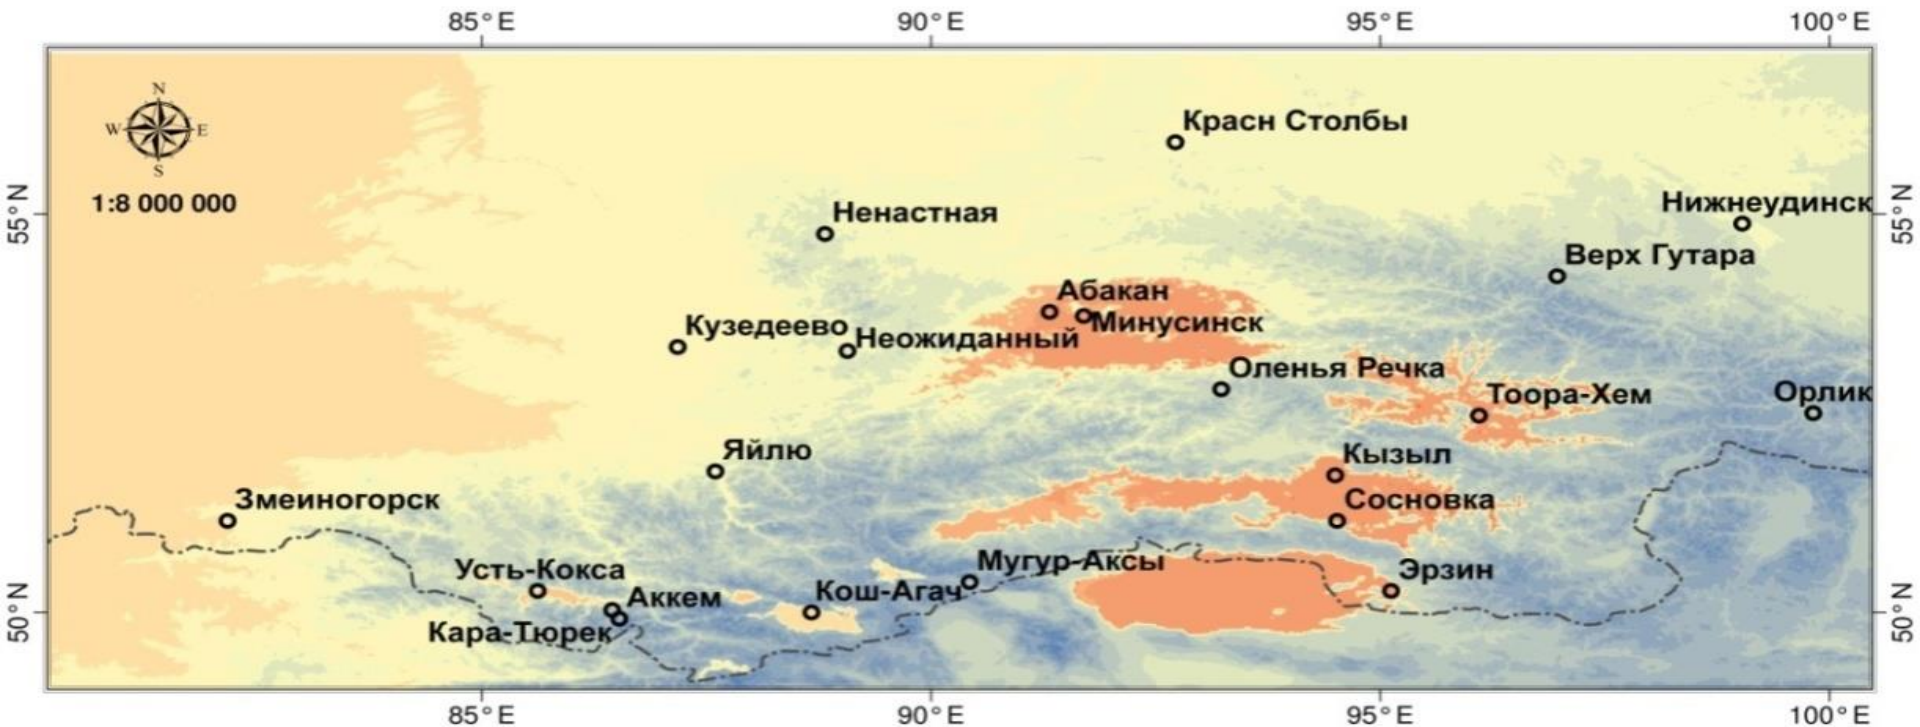 85°E 90°E 95°E 100°E
N
W E
S
1:8 000 000
55°N
55°N
50°N
50°N
Красн Столбы
Ненастная
Нижнеудинск
Верх Гутара
Абакан
Минусинск
Кузедеево
Неожиданный
Оленья Речка
Тоора-Хем
Орлик
Яйлю
Кызыл
Змеиногорск
Сосновка
Усть-Кокса
Мугур-Аксы
Эрзин
Аккем
Кош-Агач
Кара-Тюрек
85°E 90°E 95°E 100°E